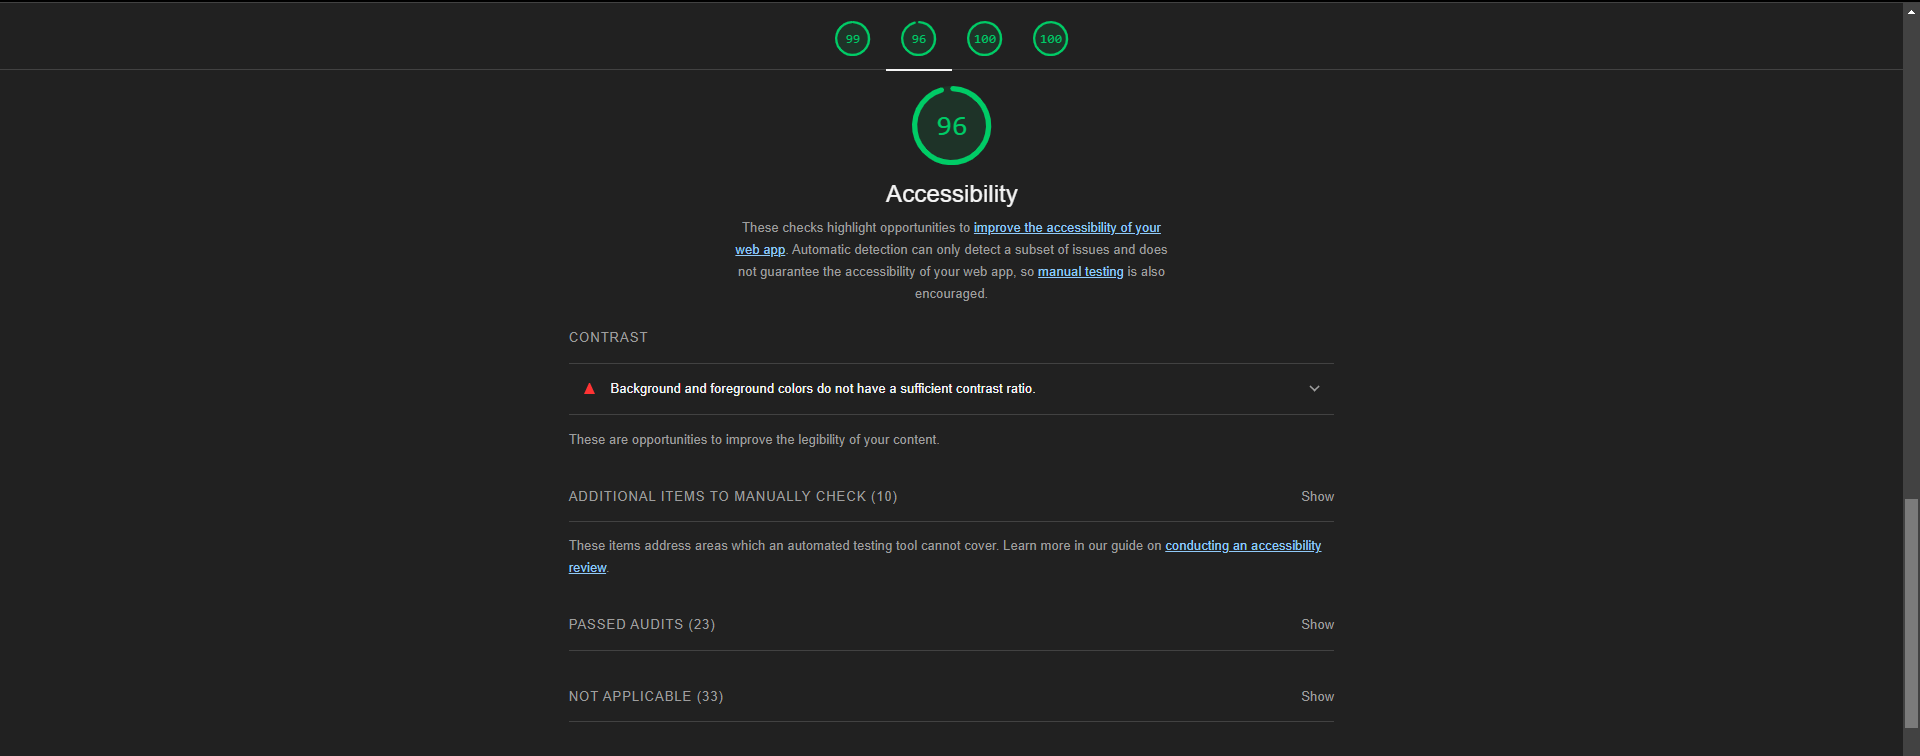 99 96 100 100
96
Accessibility
These checks highlight opportunities to improve the accessibility of your
web app. Automatic detection can only detect a subset of issues and does
not guarantee the accessibility of your web app, so manual testing is also
encouraged.
CONTRAST
Background and foreground colors do not have a sufficient contrast ratio.
These are opportunities to improve the legibility of your content.
ADDITIONAL ITEMS TO MANUALLY CHECK (10) Show
These items address areas which an automated testing tool cannot cover. Learn more in our guide on conducting an accessibility
review.
PASSED AUDITS (23) Show
NOT APPLICABLE (33) Show